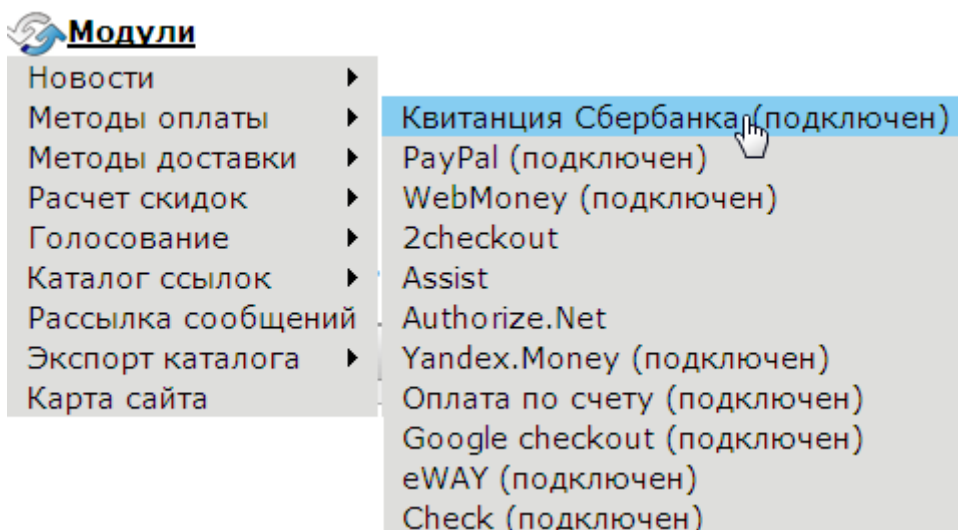 Модули
Новости
Методы оплаты
Методы доставки
Расчет скидок
Голосование
Каталог ссылок
Рассылка сообщений
Экспорт каталога
Карта сайта
Квитанция Сбербанка (подключен)
PayPal (подключен)
WebMoney (подключен)
2checkout
Assist
Authorize.Net
Yandex.Money (подключен)
Оплата по счету (подключен)
Google checkout (подключен)
eWAY (подключен)
Check (подключен)